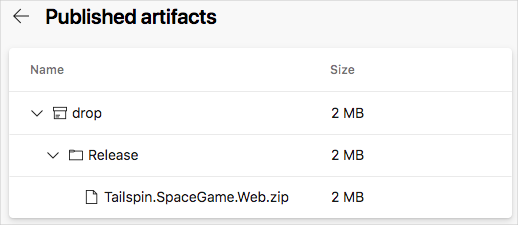 Published artifacts
Name Size
drop 2 MB
Release 2 MB
Tailspin.SpaceGame.Web.zip 2 MB